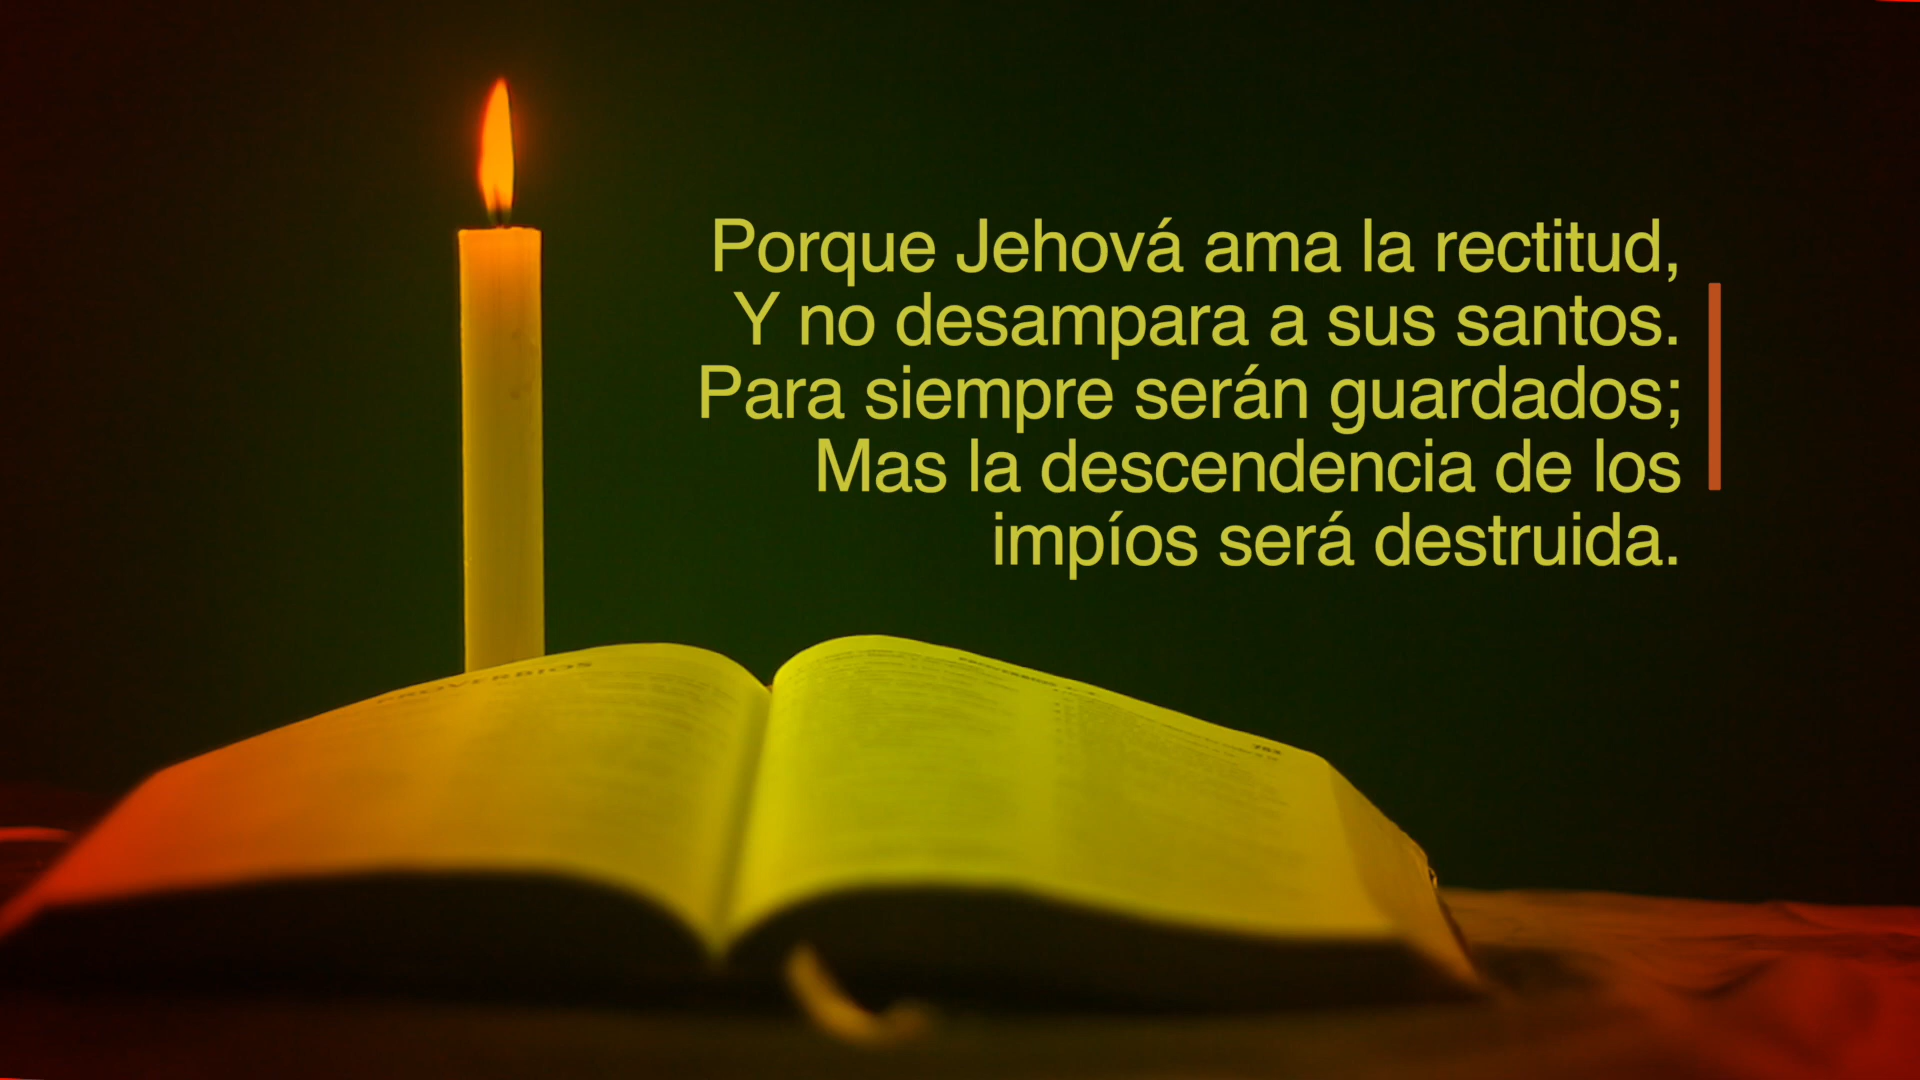 Porque Jehová ama la rectitud,
Y no desampara a sus santos.
Para siempre serán guardados;
Mas la descendencia de los
impíos será destruida.
PROVERBIOS